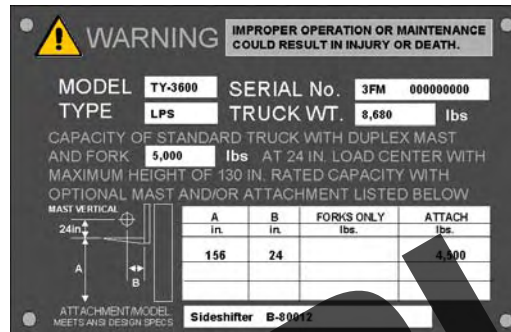 WARNING
IMPROPER OPERATION OR MAINTENANCE
COULD RESULT IN INJURY OR DEATH.
MODEL TY-3600 SERIAL No. 3FM 000000000
TYPE LPS TRUCK WT. 8,680 lbs
CAPACITY OF STANDARD TRUCK WITH DUPLEX MAST
AND FORK 5,000 lbs AT 24 IN. LOAD CENTER WITH
MAXIMUM HEIGHT OF 130 IN. RATED CAPACITY WITH
OPTIONAL MAST AND/OR ATTACHMENT LISTED BELOW
MAST VERTICAL
24in.
A
B
A B FORKS ONLY ATTACH
in. in. lbs. lbs.
156 24 4,500
ATTACHMENT/MODEL
MEETS ANSI DESIGN SPECS
Sideshifter B-80012